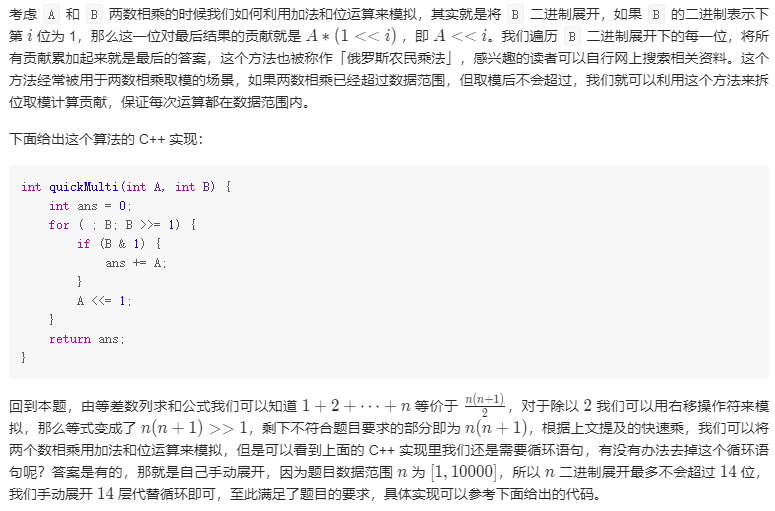 考虑 A 和 B 两数相乘的时候我们如何利用加法和位运算来模拟，其实就是将 B 二进制展开，如果 B 的二进制表示下
第 i 位为 1，那么这一位对最后结果的贡献就是 A ∗ (1 << i) ，即 A << i。我们遍历 B 二进制展开下的每一位，将所
有贡献累加起来就是最后的答案，这个方法也被称作「俄罗斯农民乘法」，感兴趣的读者可以自行网上搜索相关资料。这个
方法经常被用于两数相乘取模的场景，如果两数相乘已经超过数据范围，但取模后不会超过，我们就可以利用这个方法来拆
位取模计算贡献，保证每次运算都在数据范围内。
下面给出这个算法的 C++ 实现：
int quickMulti(int A, int B) {
    int ans = 0;
    for ( ; B; B >>= 1) {
        if (B & 1) {
            ans += A;
        }
        A <<= 1;
    }
    return ans;
}
回到本题，由等差数列求和公式我们可以知道 1 + 2 + ⋯ + n 等价于 n(n+1)/2，对于除以 2 我们可以用右移操作符来模
拟，那么等式变成了 n(n + 1) >> 1，剩下不符合题目要求的部分即为 n(n + 1)，根据上文提及的快速乘，我们可以将
两个数相乘用加法和位运算来模拟，但是可以看到上面的 C++ 实现里我们还是需要循环语句，有没有办法去掉这个循环语
句呢？答案是有的，那就是自己手动展开，因为题目数据范围 n 为 [1, 10000]，所以 n 二进制展开最多不会超过 14 位，
我们手动展开 14 层代替循环即可，至此满足了题目的要求，具体实现可以参考下面给出的代码。